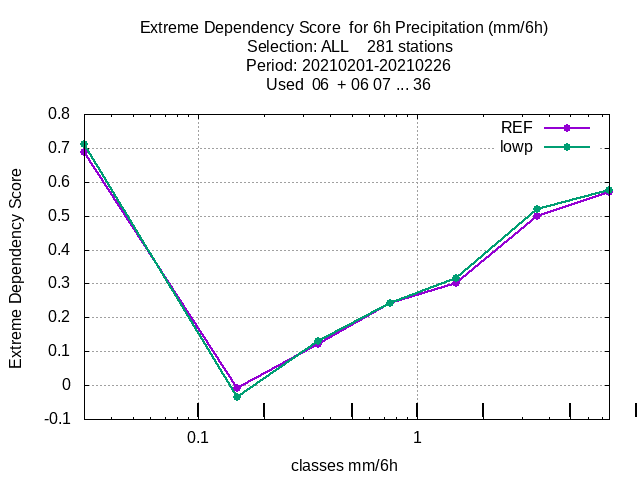 Extreme Dependency Score  for 6h Precipitation (mm/6h)
Selection: ALL    281 stations
Period: 20210201-20210226
Used  06  + 06 07 ... 36
REF
lowp
0.8
0.7
0.6
0.5
0.4
0.3
0.2
0.1
0
-0.1
Extreme Dependency Score
0.1
1
classes mm/6h